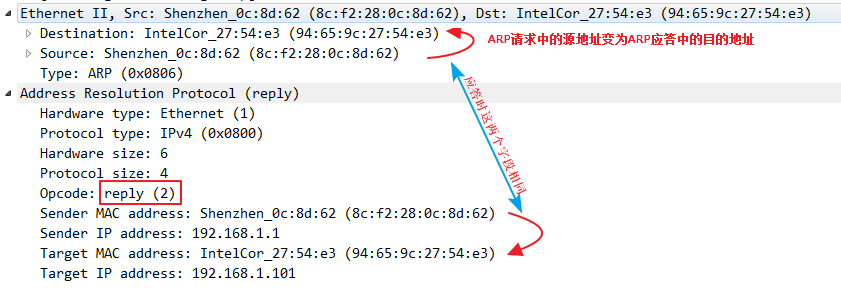 Ethernet II, Src: Shenzhen_0c:8d:62 (8c:f2:28:0c:8d:62), Dst: IntelCor_27:54:e3 (94:65:9c:27:54:e3)
Destination: IntelCor_27:54:e3 (94:65:9c:27:54:e3)
ARP请求中的源地址变为ARP应答中的目的地址
Source: Shenzhen_0c:8d:62 (8c:f2:28:0c:8d:62)
Type: ARP (0x0806)
应答时这两个字段相同
Address Resolution Protocol (reply)
Hardware type: Ethernet (1)
Protocol type: IPv4 (0x0800)
Hardware size: 6
Protocol size: 4
Opcode: reply (2)
Sender MAC address: Shenzhen_0c:8d:62 (8c:f2:28:0c:8d:62)
Sender IP address: 192.168.1.1
Target MAC address: IntelCor_27:54:e3 (94:65:9c:27:54:e3)
Target IP address: 192.168.1.101